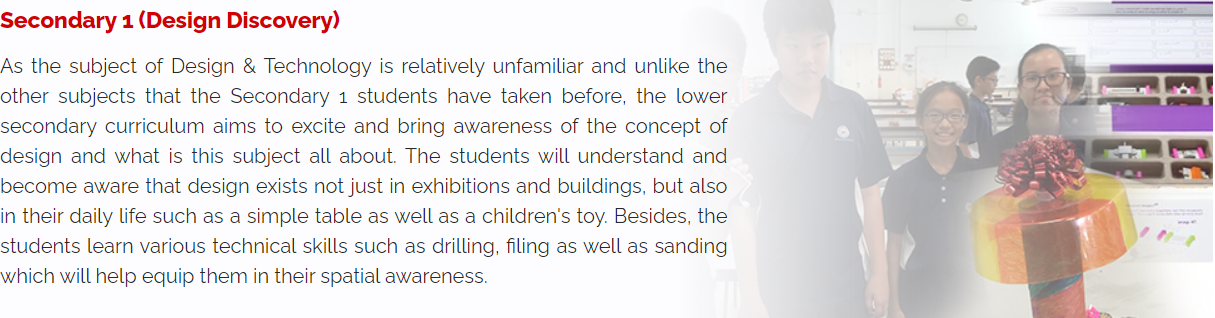 Secondary 1 (Design Discovery)
As the subject of Design & Technology is relatively unfamiliar and unlike the
other subjects that the Secondary 1 students have taken before, the lower
secondary curriculum aims to excite and bring awareness of the concept of
design and what is this subject all about. The students will understand and
become aware that design exists not just in exhibitions and buildings, but also
in their daily life such as a simple table as well as a children's toy. Besides, the
students learn various technical skills such as drilling, filing as well as sanding
which will help equip them in their spatial awareness.